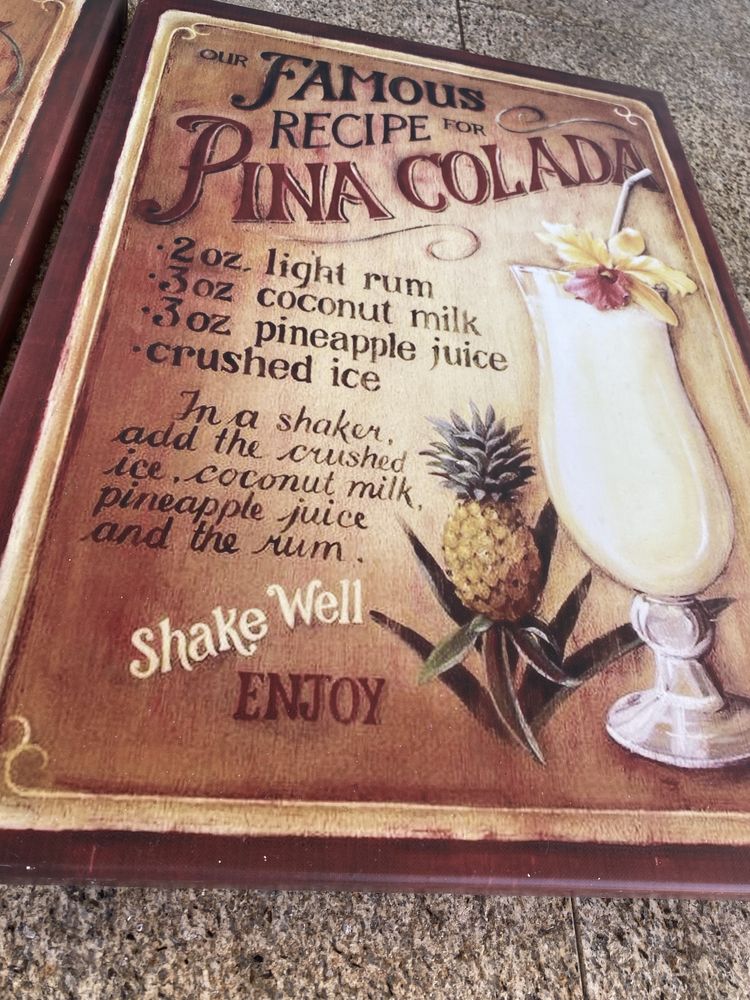 OUR FAMOUS
RECIPE FOR
PINA COLADA
·2oz. light rum
·3oz coconut milk
·3oz pineapple juice
·crushed ice
In a shaker,
add the crushed
ice, coconut milk,
pineapple juice
and the rum.
Shake Well
ENJOY